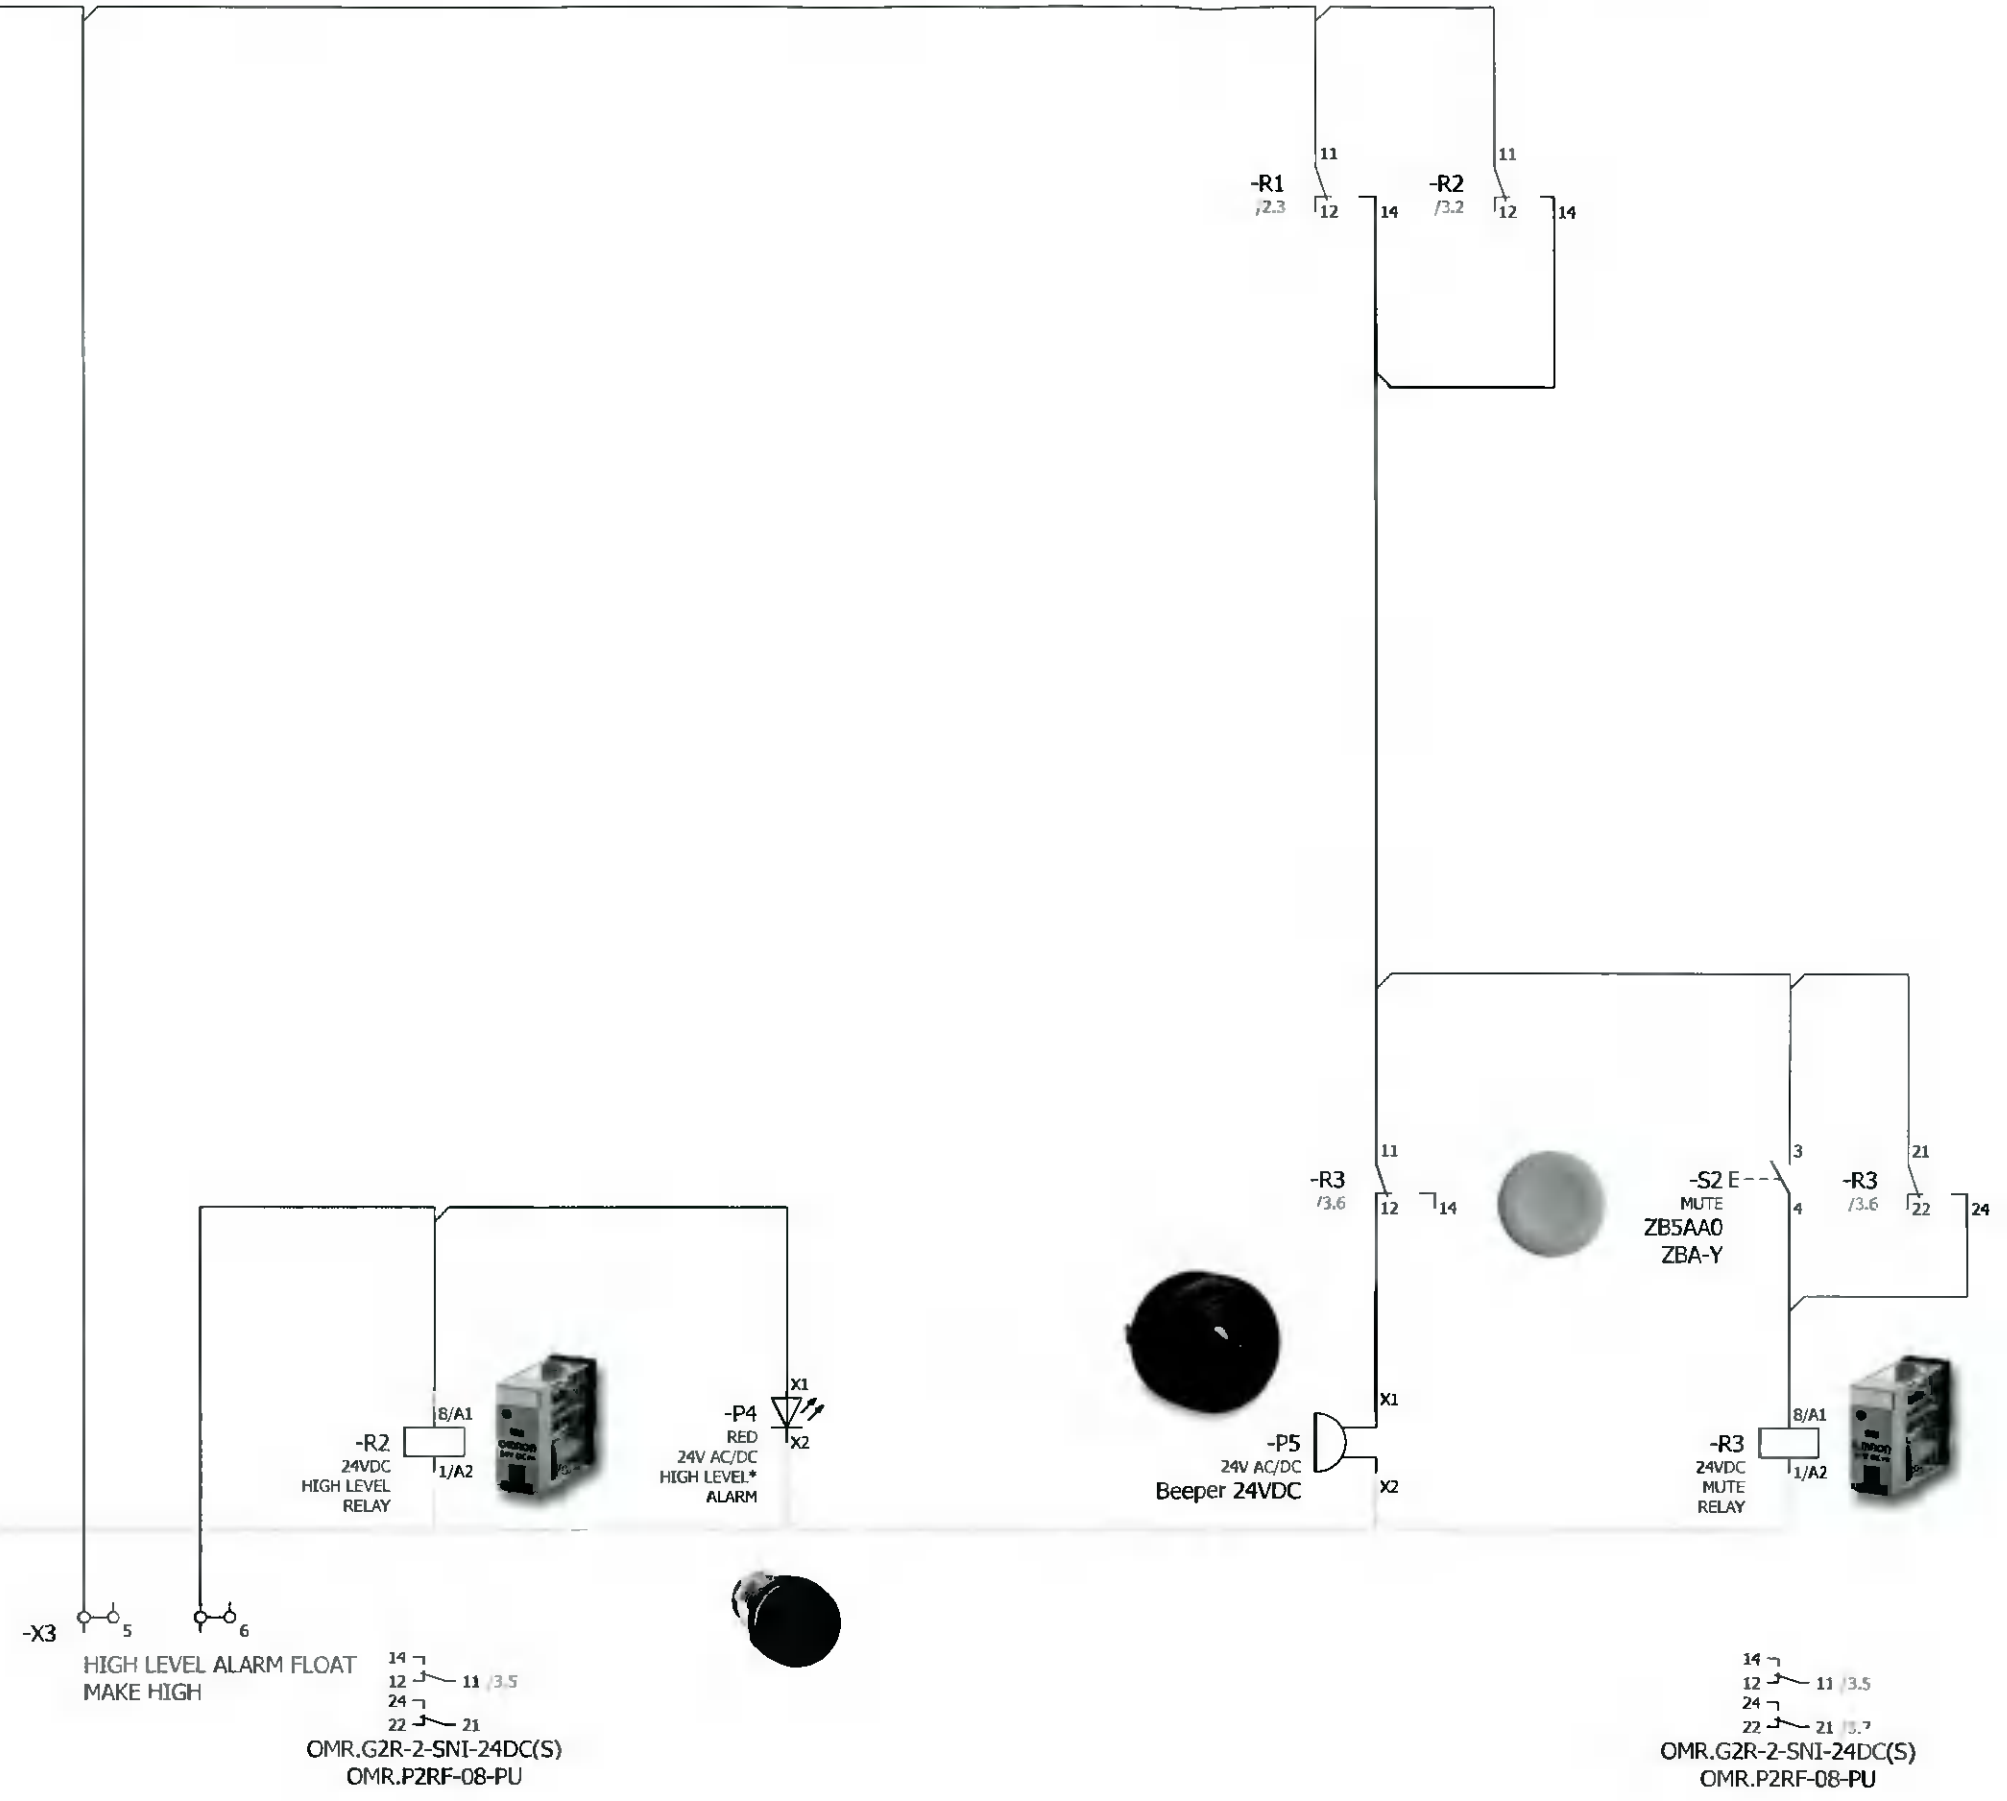 11
11
-R1
-R2
/2.3
/3.2
12
14
12
14
11
3
21
-R3
-S2 E
-R3
/3.6
MUTE
/3.6
12
14
4
22
24
ZB5AA0
ZBA-Y
X1
X1
8/A1
-P4
8/A1
-R2
RED
X2
-P5
-R3
24VDC
24V AC/DC
1/A2
24V AC/DC
24VDC
1/A2
HIGH LEVEL
HIGH LEVEL*
Beeper 24VDC
X2
MUTE
RELAY
ALARM
RELAY
OMRON
-X3
5
6
HIGH LEVEL ALARM FLOAT
MAKE HIGH
14
12 11 /3.5
24
22 21
OMR.G2R-2-SNI-24DC(S)
OMR.P2RF-08-PU
14
12 11 /3.5
24
22 21
OMR.G2R-2-SNI-24DC(S)
OMR.P2RF-08-PU